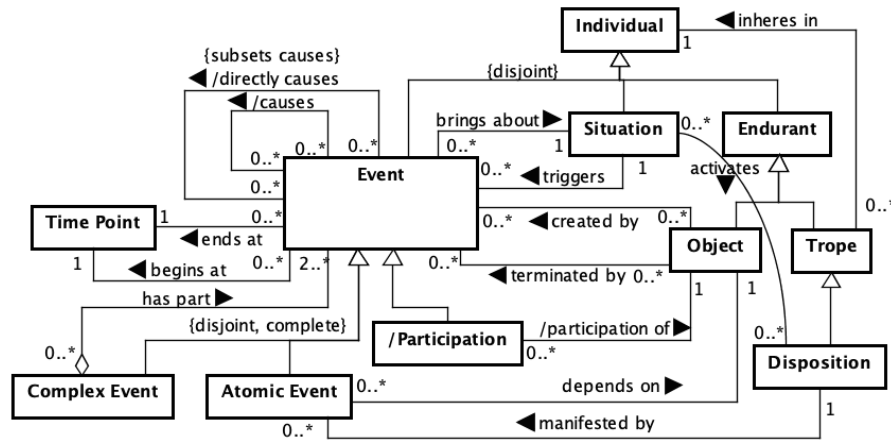 Individual
◀ inheres in
1
{subsets causes}
◀ /directly causes
{disjoint}
◀ /causes
brings about ▶
Situation
0..*
Endurant
0..*
0..*
0..*
1
0..*
0..*
Event
0..*
1
activates
▼
0..*
◀ triggers
0..*
Time Point
1
0..*
0..*
◀ created by
0..*
◀ ends at
Object
Trope
1
◀ begins at
0..*
2..*
0..*
◀ terminated by
0..*
has part ▶
1
1
{disjoint, complete}
/Participation
/participation of ▶
0..*
0..*
0..*
Disposition
Complex Event
Atomic Event
0..*
depends on ▶
1
0..*
◀ manifested by